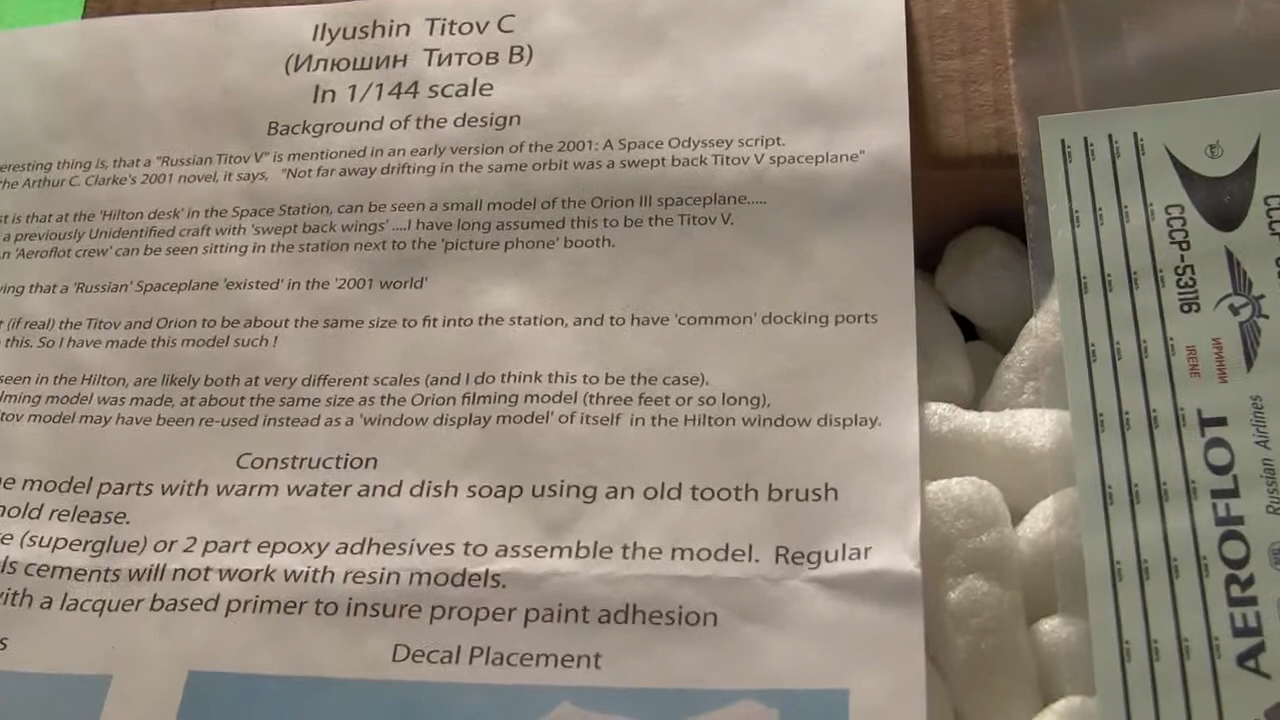 Ilyushin Titov C
(Илюшин Титов В)
In 1/144 scale
Background of the design
eresting thing is, that a "Russian Titov V" is mentioned in an early version of the 2001: A Space Odyssey script.
he Arthur C. Clarke's 2001 novel, it says, "Not far away drifting in the same orbit was a swept back Titov V spaceplane"
st is that at the 'Hilton desk' in the Space Station, can be seen a small model of the Orion III spaceplane.....
a previously Unidentified craft with 'swept back wings' ....I have long assumed this to be the Titov V.
n 'Aeroflot crew' can be seen sitting in the station next to the 'picture phone' booth.
ing that a 'Russian' Spaceplane 'existed' in the '2001 world'
t (if real) the Titov and Orion to be about the same size to fit into the station, and to have 'common' docking ports
this. So I have made this model such !
seen in the Hilton, are likely both at very different scales (and I do think this to be the case).
lming model was made, at about the same size as the Orion filming model (three feet or so long),
tov model may have been re-used instead as a 'window display model' of itself in the Hilton window display.
Construction
e model parts with warm water and dish soap using an old tooth brush
mold release.
e (superglue) or 2 part epoxy adhesives to assemble the model. Regular
ls cements will not work with resin models.
ith a lacquer based primer to insure proper paint adhesion
s
Decal Placement
CCCP-53116
CCCP
IRENE
ИРИНИИ
AEROFLOT
Russian Airlines